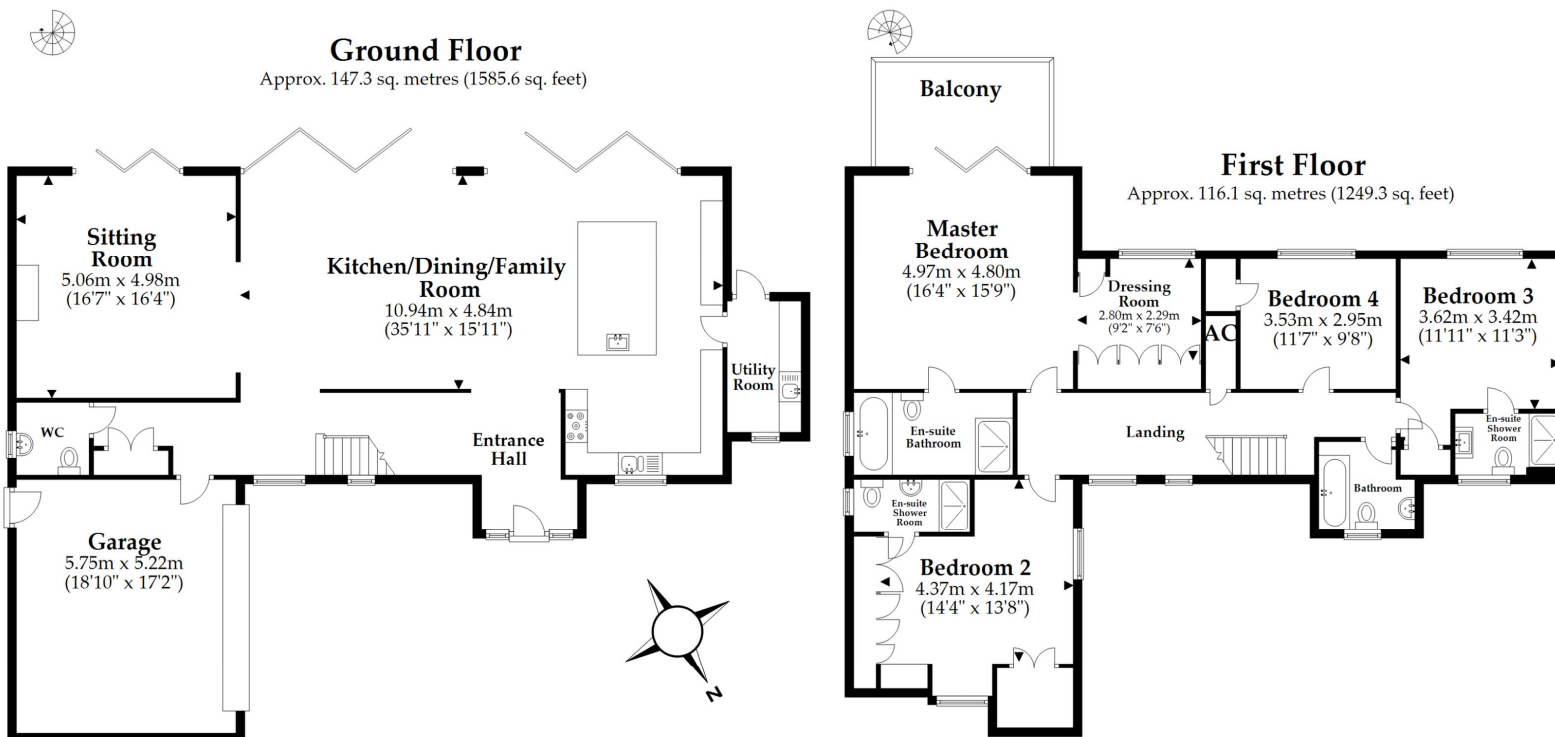 Ground Floor
Approx. 147.3 sq. metres (1585.6 sq. feet)
Sitting
Room
5.06m x 4.98m
(16'7" x 16'4")
Kitchen/Dining/Family
Room
10.94m x 4.84m
(35'11" x 15'11")
Utility
Room
WC
Entrance
Hall
Garage
5.75m x 5.22m
(18'10" x 17'2")
N
First Floor
Approx. 116.1 sq. metres (1249.3 sq. feet)
Balcony
Master
Bedroom
4.97m x 4.80m
(16'4" x 15'9")
Dressing
Room
2.80m x 2.29m
(9'2" x 7'6")
AC
Bedroom 4
3.53m x 2.95m
(11'7" x 9'8")
Bedroom 3
3.62m x 3.42m
(11'11" x 11'3")
En-suite
Bathroom
Landing
En-suite
Shower
Room
Bathroom
En-suite
Shower
Room
Bedroom 2
4.37m x 4.17m
(14'4" x 13'8")